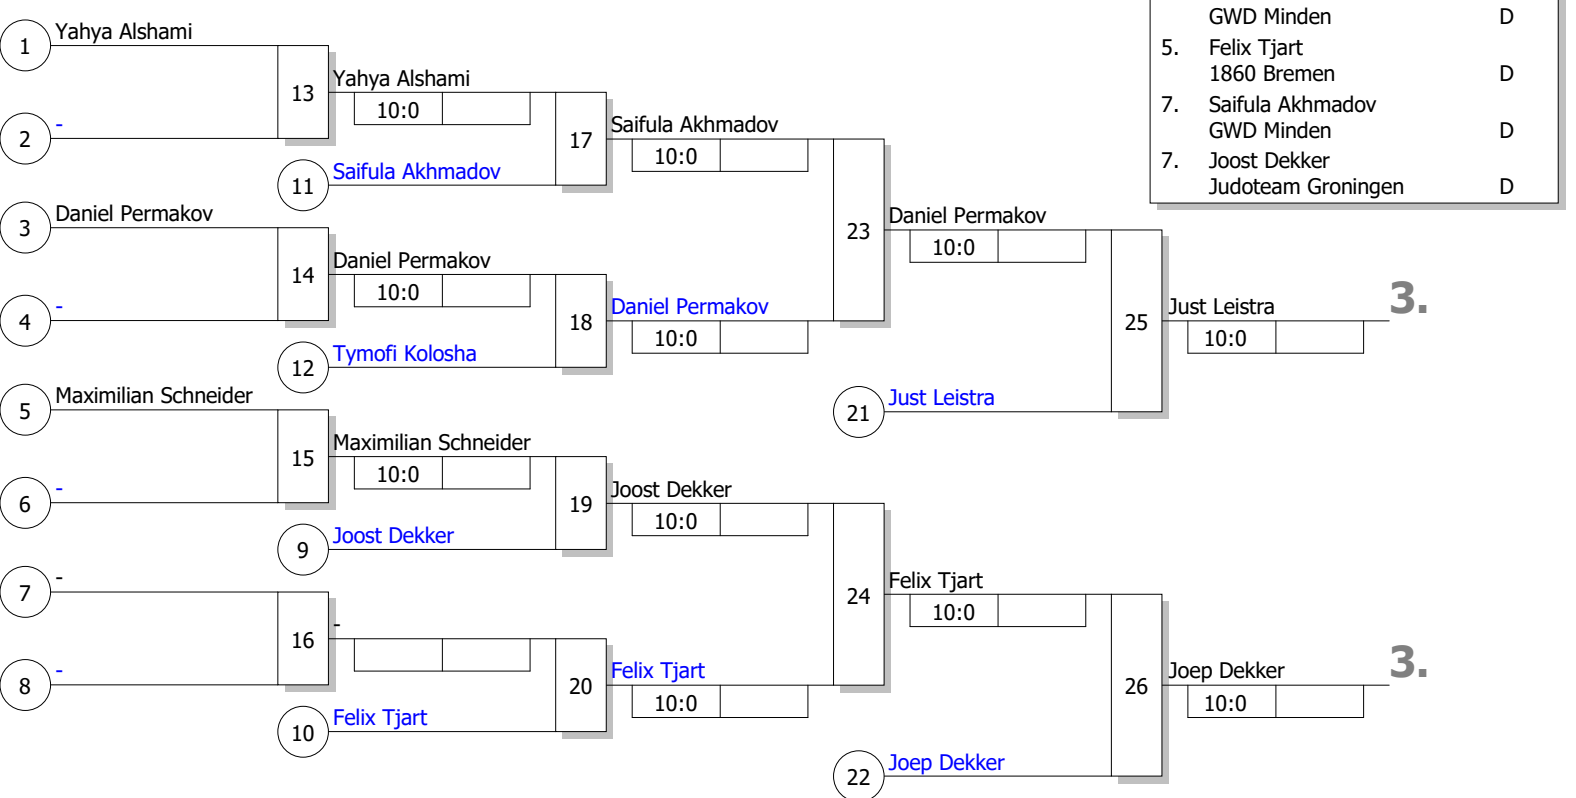 GWD Minden D
5. Felix Tjart
1860 Bremen D
7. Saifula Akhmadov
GWD Minden D
7. Joost Dekker
Judoteam Groningen D
1 Yahya Alshami
13 Yahya Alshami
10:0
2 -
17 Saifula Akhmadov
10:0
11 Saifula Akhmadov
3 Daniel Permakov
23 Daniel Permakov
10:0
14 Daniel Permakov
10:0
4 -
18 Daniel Permakov
10:0
12 Tymofi Kolosha
25 Just Leistra 3.
10:0
5 Maximilian Schneider
21 Just Leistra
15 Maximilian Schneider
10:0
6 -
19 Joost Dekker
10:0
9 Joost Dekker
7 -
24 Felix Tjart
10:0
16 -
8 -
20 Felix Tjart
10:0
10 Felix Tjart
26 Joep Dekker 3.
10:0
22 Joep Dekker